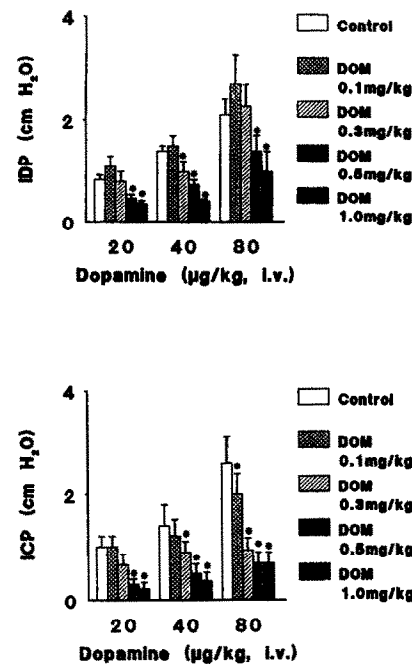 4
2
0
IDP (cm H₂O)
20 40 80
Dopamine (µg/kg, i.v.)
Control
DOM
0.1mg/kg
DOM
0.3mg/kg
DOM
0.5mg/kg
DOM
1.0mg/kg
* * * * * * *
4
2
0
ICP (cm H₂O)
20 40 80
Dopamine (µg/kg, i.v.)
Control
DOM
0.1mg/kg
DOM
0.3mg/kg
DOM
0.5mg/kg
DOM
1.0mg/kg
* * * * * * * * *